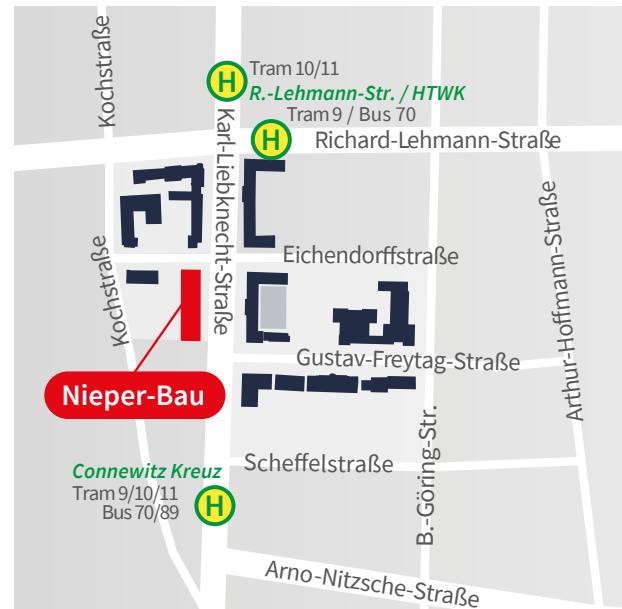 Kochstraße
H
Tram 10/11
R.-Lehmann-Str. / HTWK
Tram 9 / Bus 70
H
Richard-Lehmann-Straße
Karl-Liebknecht-Straße
Kochstraße
Eichendorffstraße
Arthur-Hoffmann-Straße
Gustav-Freytag-Straße
Nieper-Bau
Connewitz Kreuz
Tram 9/10/11
Bus 70/89
H
Scheffelstraße
B.-Göring-Str.
Arno-Nitzsche-Straße